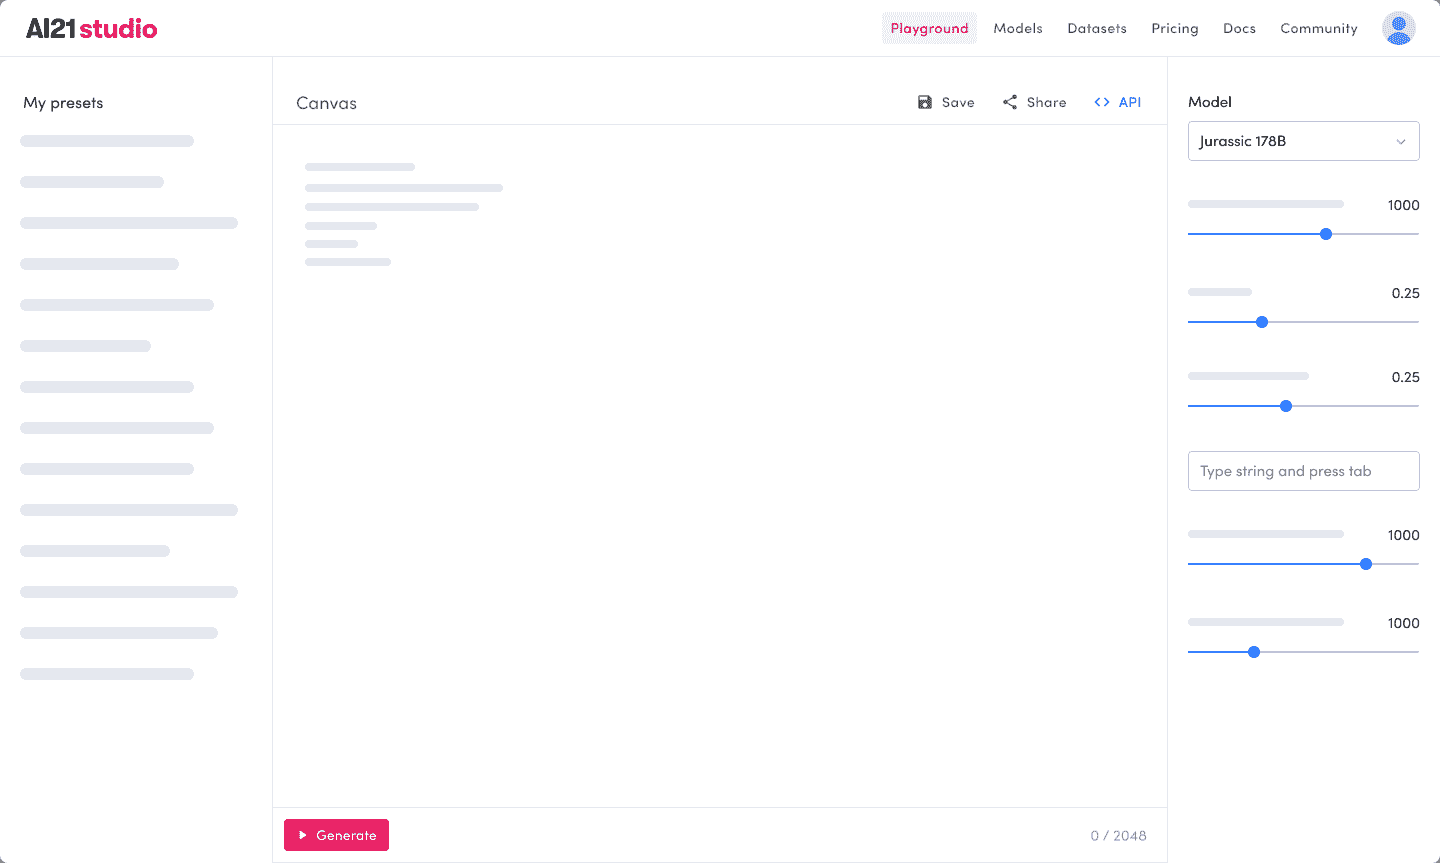 AI21 studio
Playground
Models
Datasets
Pricing
Docs
Community
My presets
Canvas
Save
Share
API
Model
Jurassic 178B
1000
0.25
0.25
Type string and press tab
1000
1000
Generate
0 / 2048